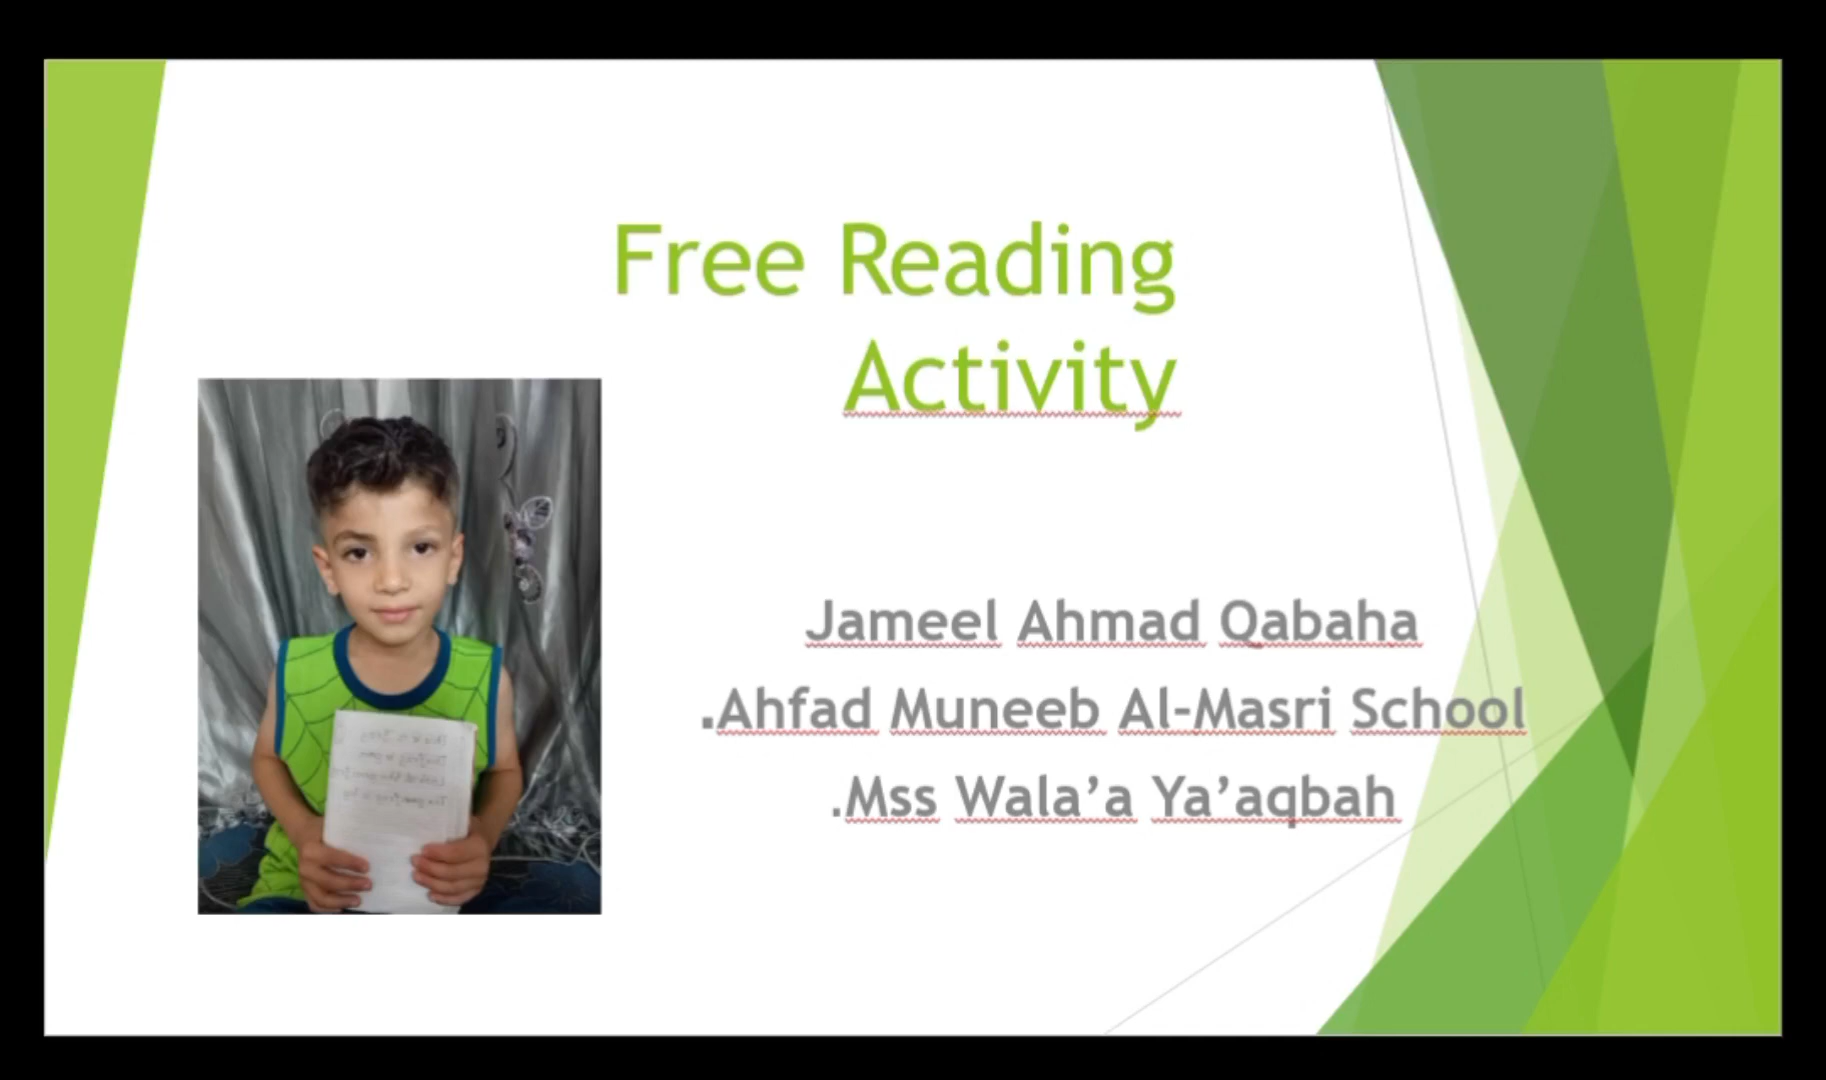 Free Reading
Activity
Jameel Ahmad Qabaha
.Ahfad Muneeb Al-Masri School
.Mss Wala’a Ya’aqbah